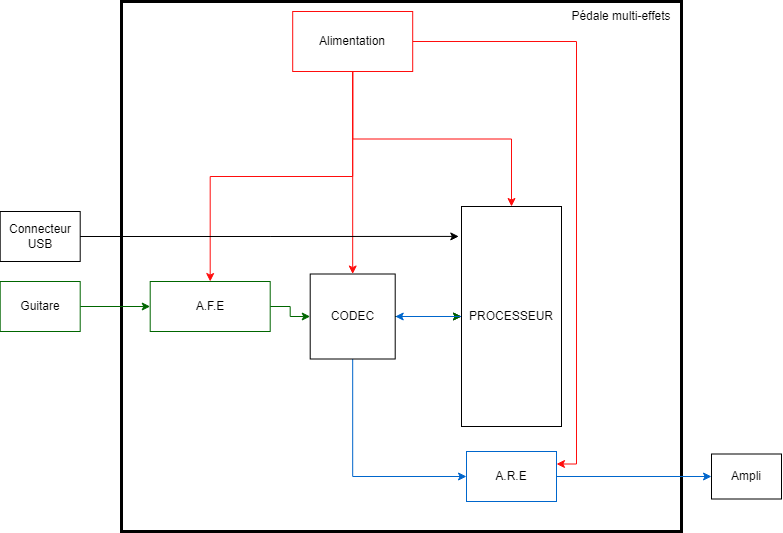 Pédale multi-effets
Alimentation
Connecteur
USB
Guitare
A.F.E
CODEC
PROCESSEUR
A.R.E
Ampli